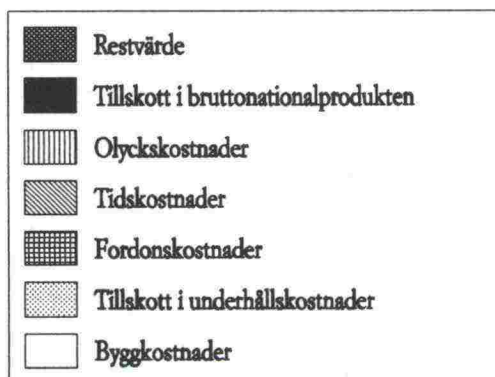 Restvärde
Tillskott i bruttonationalprodukten
Olyckskostnader
Tidskostnader
Fordonskostnader
Tillskott i underhållskostnader
Byggkostnader